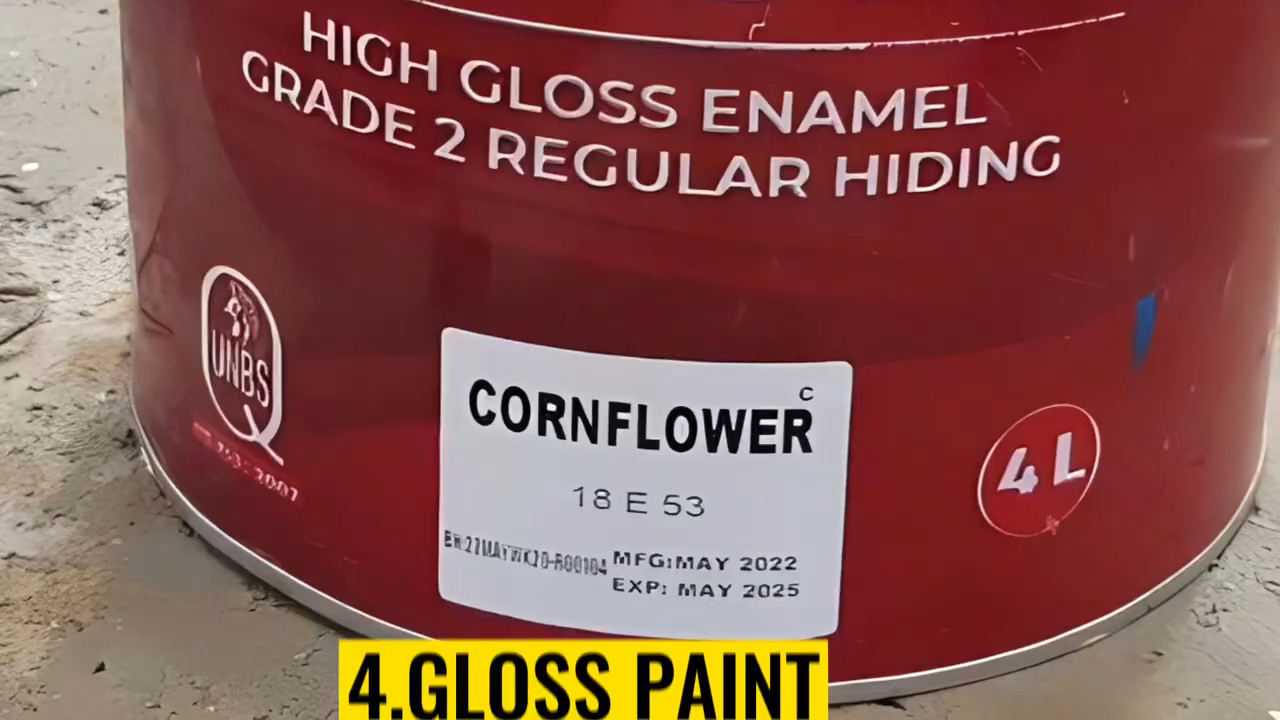 HIGH GLOSS ENAMEL
GRADE 2 REGULAR HIDING
UNBS
CORNFLOWER
C
18 E 53
MFG:MAY 2022
EXP: MAY 2025
4 L
4.GLOSS PAINT